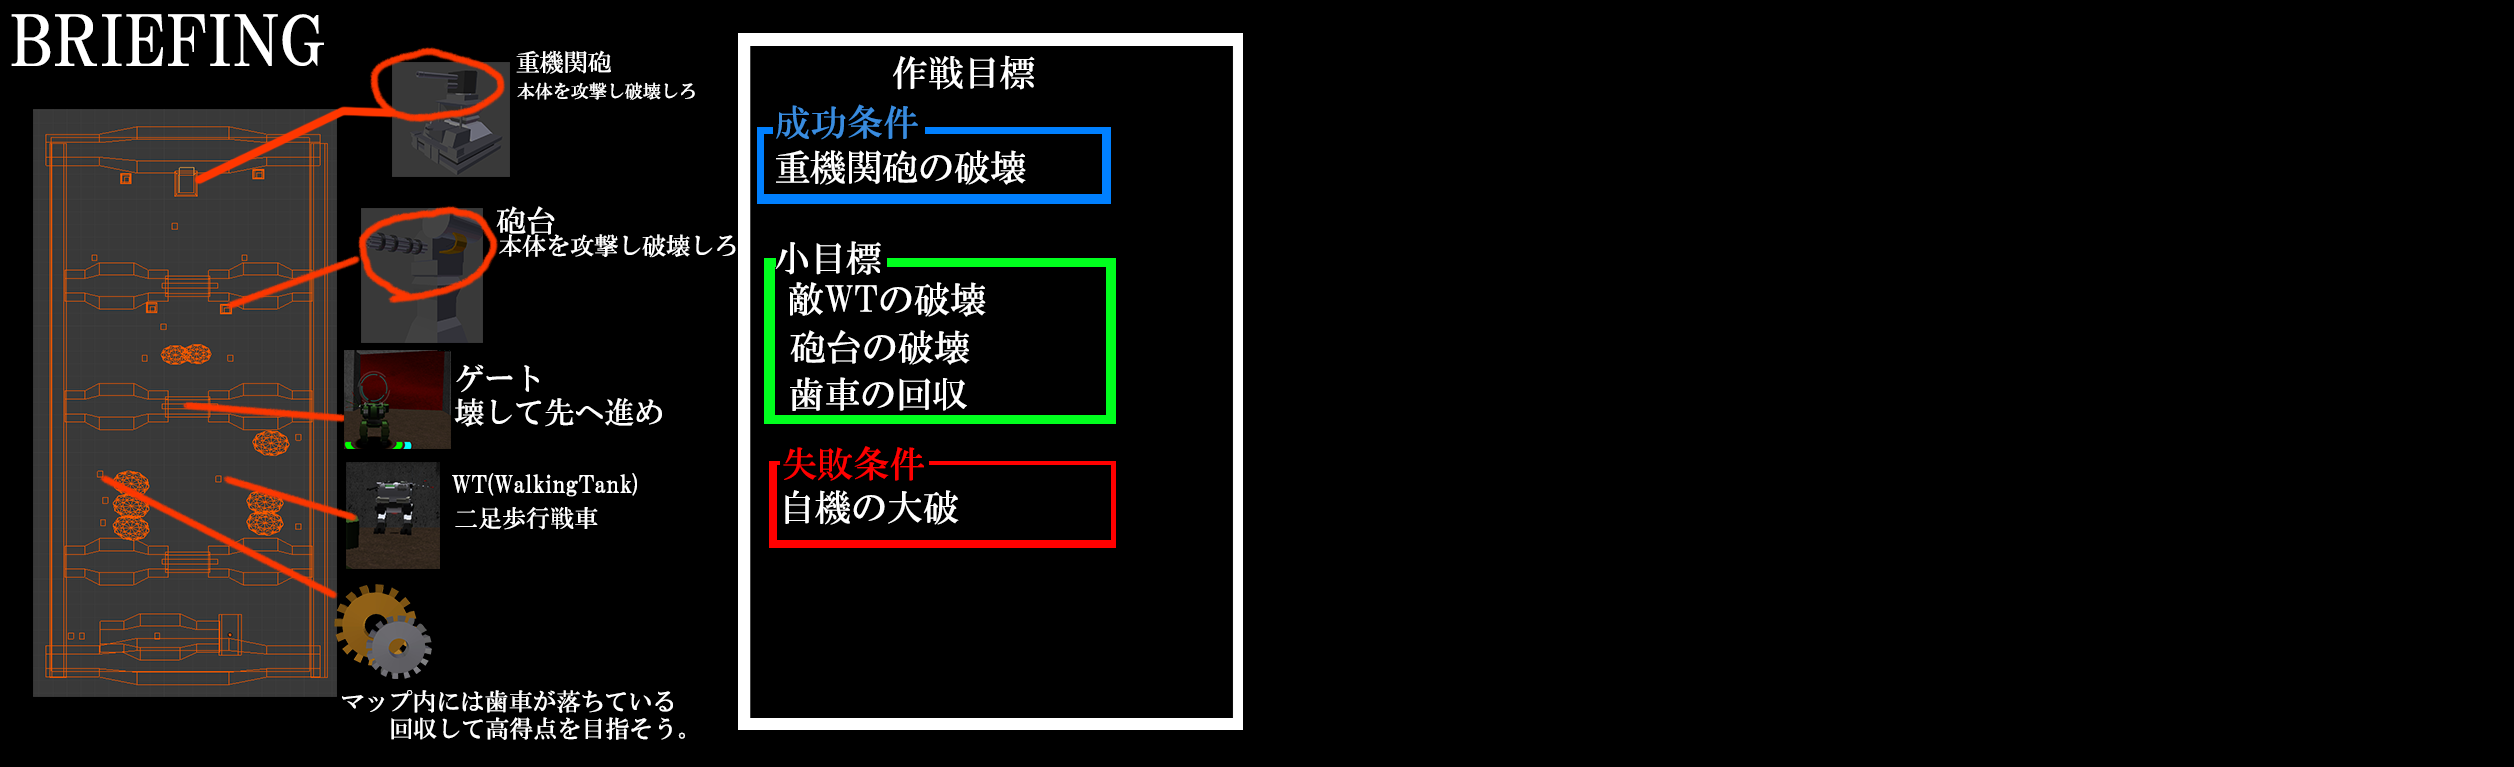 BRIEFING
重機関砲
本体を攻撃し破壊しろ
砲台
本体を攻撃し破壊しろ
ゲート
壊して先へ進め
WT(WalkingTank)
二足歩行戦車
マップ内には歯車が落ちている
回収して高得点を目指そう。
作戦目標
成功条件
重機関砲の破壊
小目標
敵WTの破壊
砲台の破壊
歯車の回収
失敗条件
自機の大破